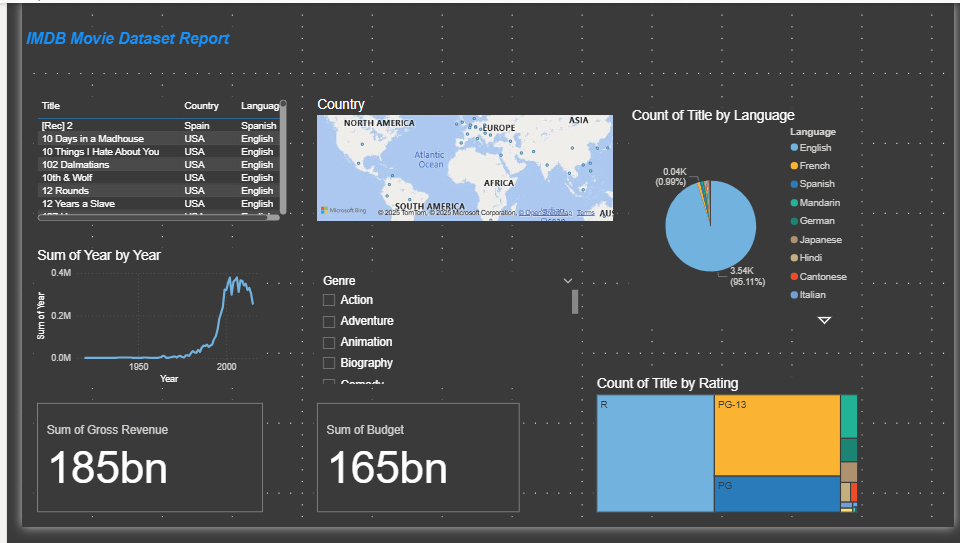 IMDB Movie Dataset Report
Title Country Languag
[Rec] 2 Spain Spanish
10 Days in a Madhouse USA English
10 Things I Hate About You USA English
102 Dalmatians USA English
10th & Wolf USA English
12 Rounds USA English
12 Years a Slave USA English
Country
NORTH AMERICA
EUROPE
ASIA
Atlantic
Ocean
AFRICA
SOUTH AMERICA
AUS
Microsoft Bing
© 2025 TomTom, © 2025 Microsoft Corporation, © OpenStreetMap Terms
Count of Title by Language
0.04K
(0.99%)
3.54K
(95.11%)
Language
English
French
Spanish
Mandarin
German
Japanese
Hindi
Cantonese
Italian
Sum of Year by Year
Sum of Year
0.4M
0.2M
0.0M
1950 2000
Year
Genre
Action
Adventure
Animation
Biography
Comedy
Sum of Gross Revenue
185bn
Sum of Budget
165bn
Count of Title by Rating
R
PG-13
PG